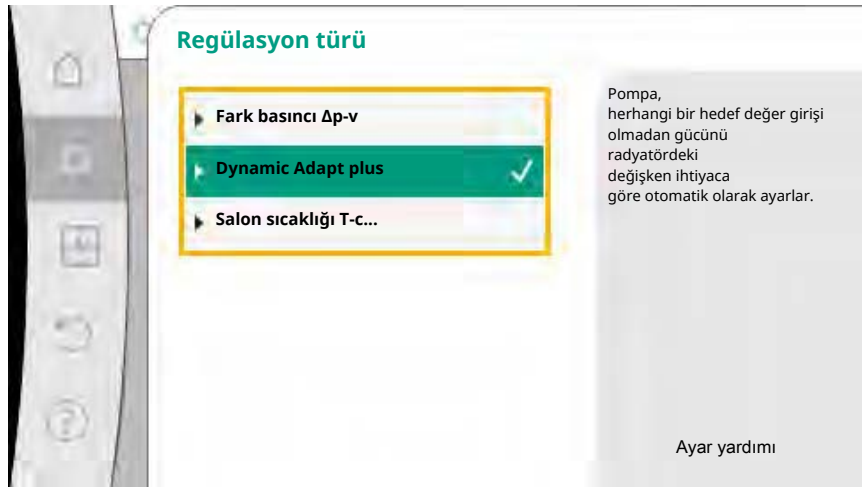 Regülasyon türü
Fark basıncı Δp-v
Dynamic Adapt plus
Salon sıcaklığı T-c...
Pompa,
herhangi bir hedef değer girişi
olmadan gücünü
radyatördeki
değişken ihtiyaca
göre otomatik olarak ayarlar.
Ayar yardımı